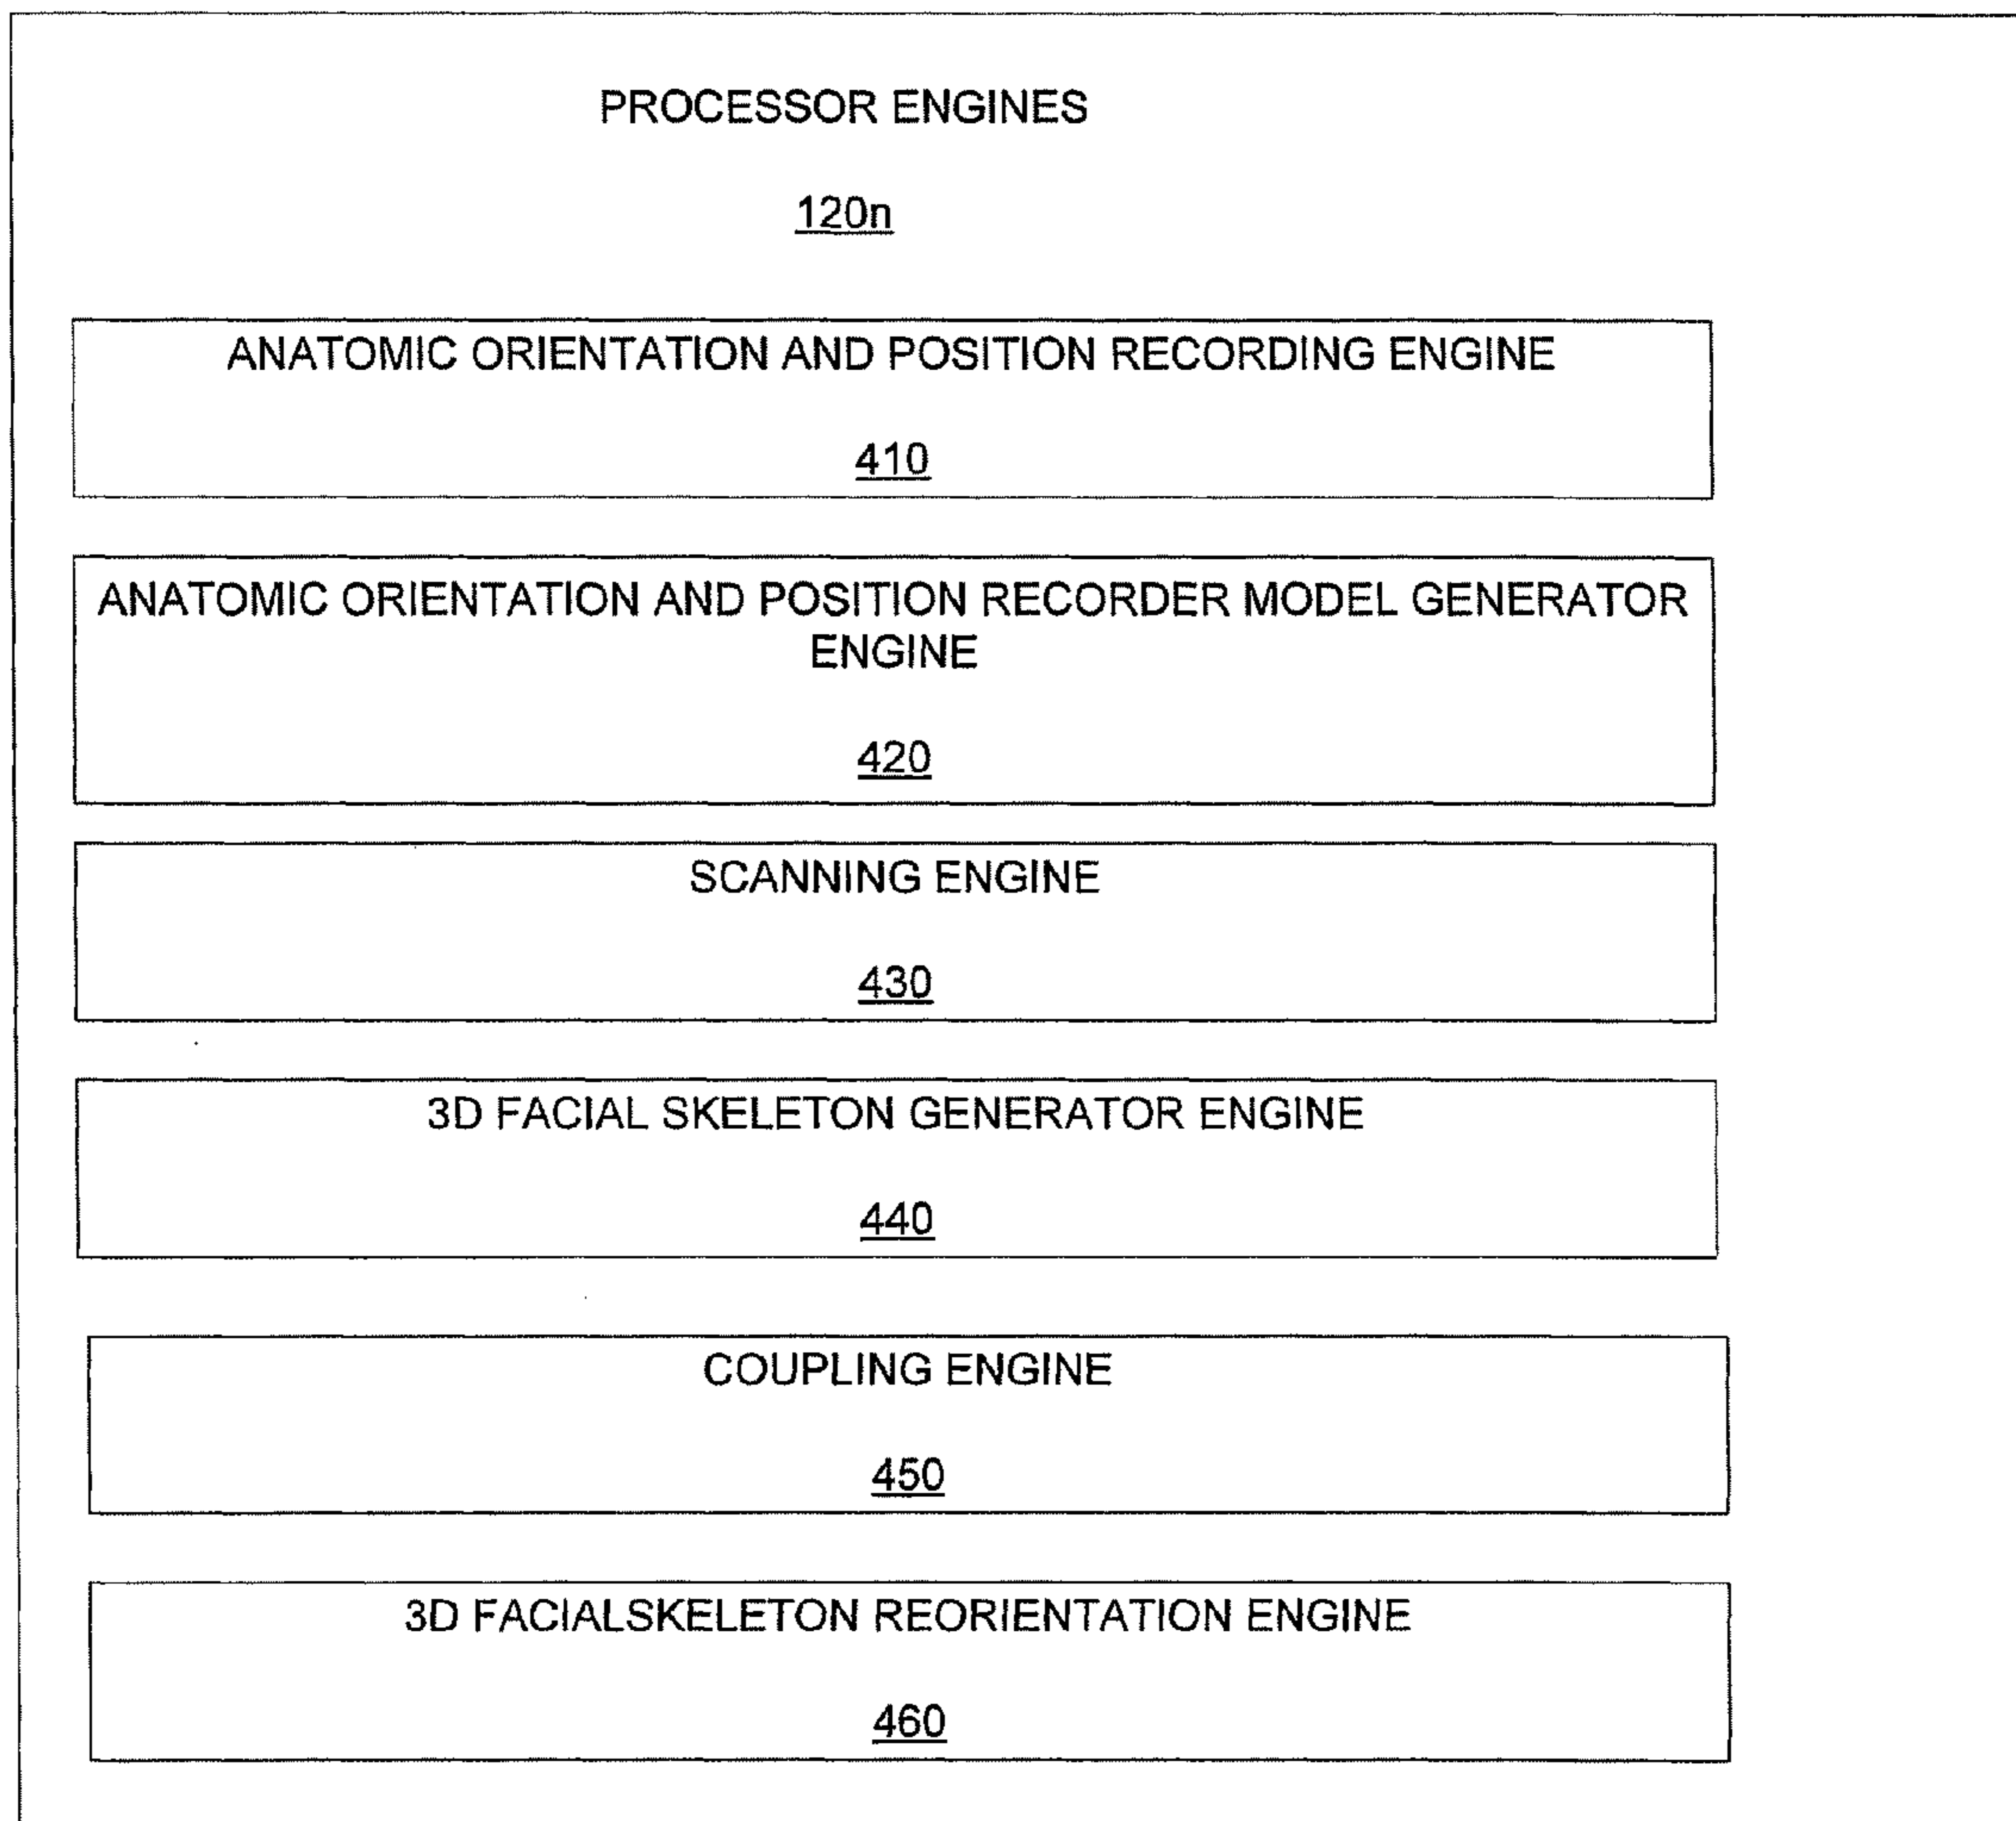 PROCESSOR ENGINES
120n
ANATOMIC ORIENTATION AND POSITION RECORDING ENGINE
410
ANATOMIC ORIENTATION AND POSITION RECORDER MODEL GENERATOR
ENGINE
420
SCANNING ENGINE
430
3D FACIAL SKELETON GENERATOR ENGINE
440
COUPLING ENGINE
450
3D FACIALSKELETON REORIENTATION ENGINE
460